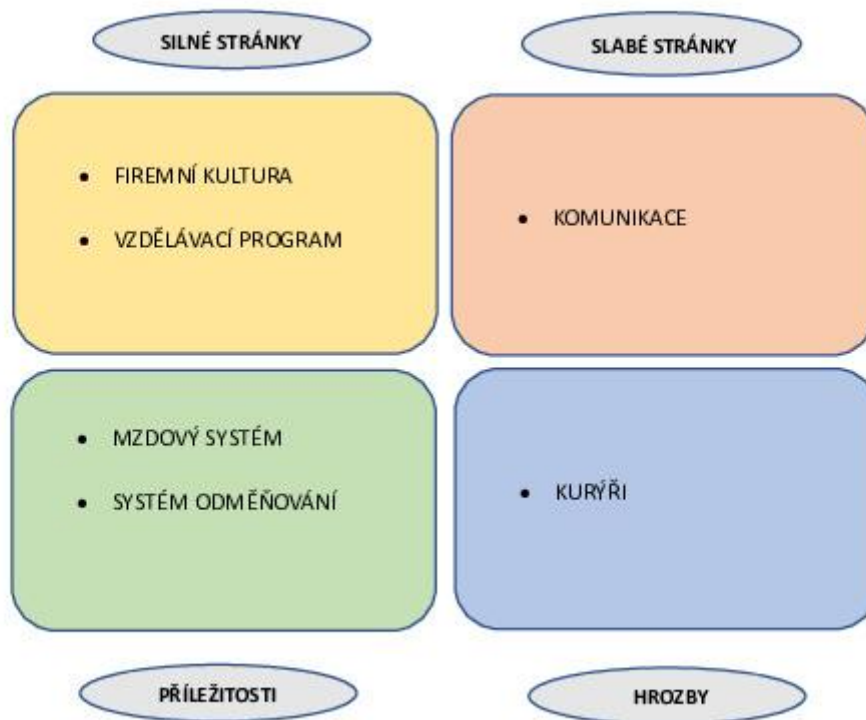 SILNÉ STRÁNKY
SLABÉ STRÁNKY
• FIREMNÍ KULTURA
• VZDĚLÁVACÍ PROGRAM
• KOMUNIKACE
• MZDOVÝ SYSTÉM
• SYSTÉM ODMĚŇOVÁNÍ
• KURÝŘI
PŘÍLEŽITOSTI
HROZBY